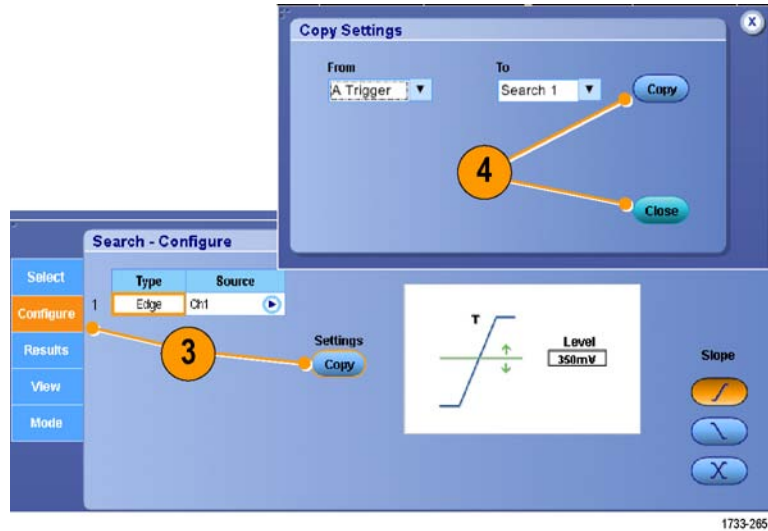 Copy Settings
X
From To
A Trigger Search 1 Copy
4
Close
Search - Configure
Select
Configure
Results
View
Mode
Type Source
1 Edge Ch1
3
Settings
Copy
T
Level
350mV
Slope
1733-265